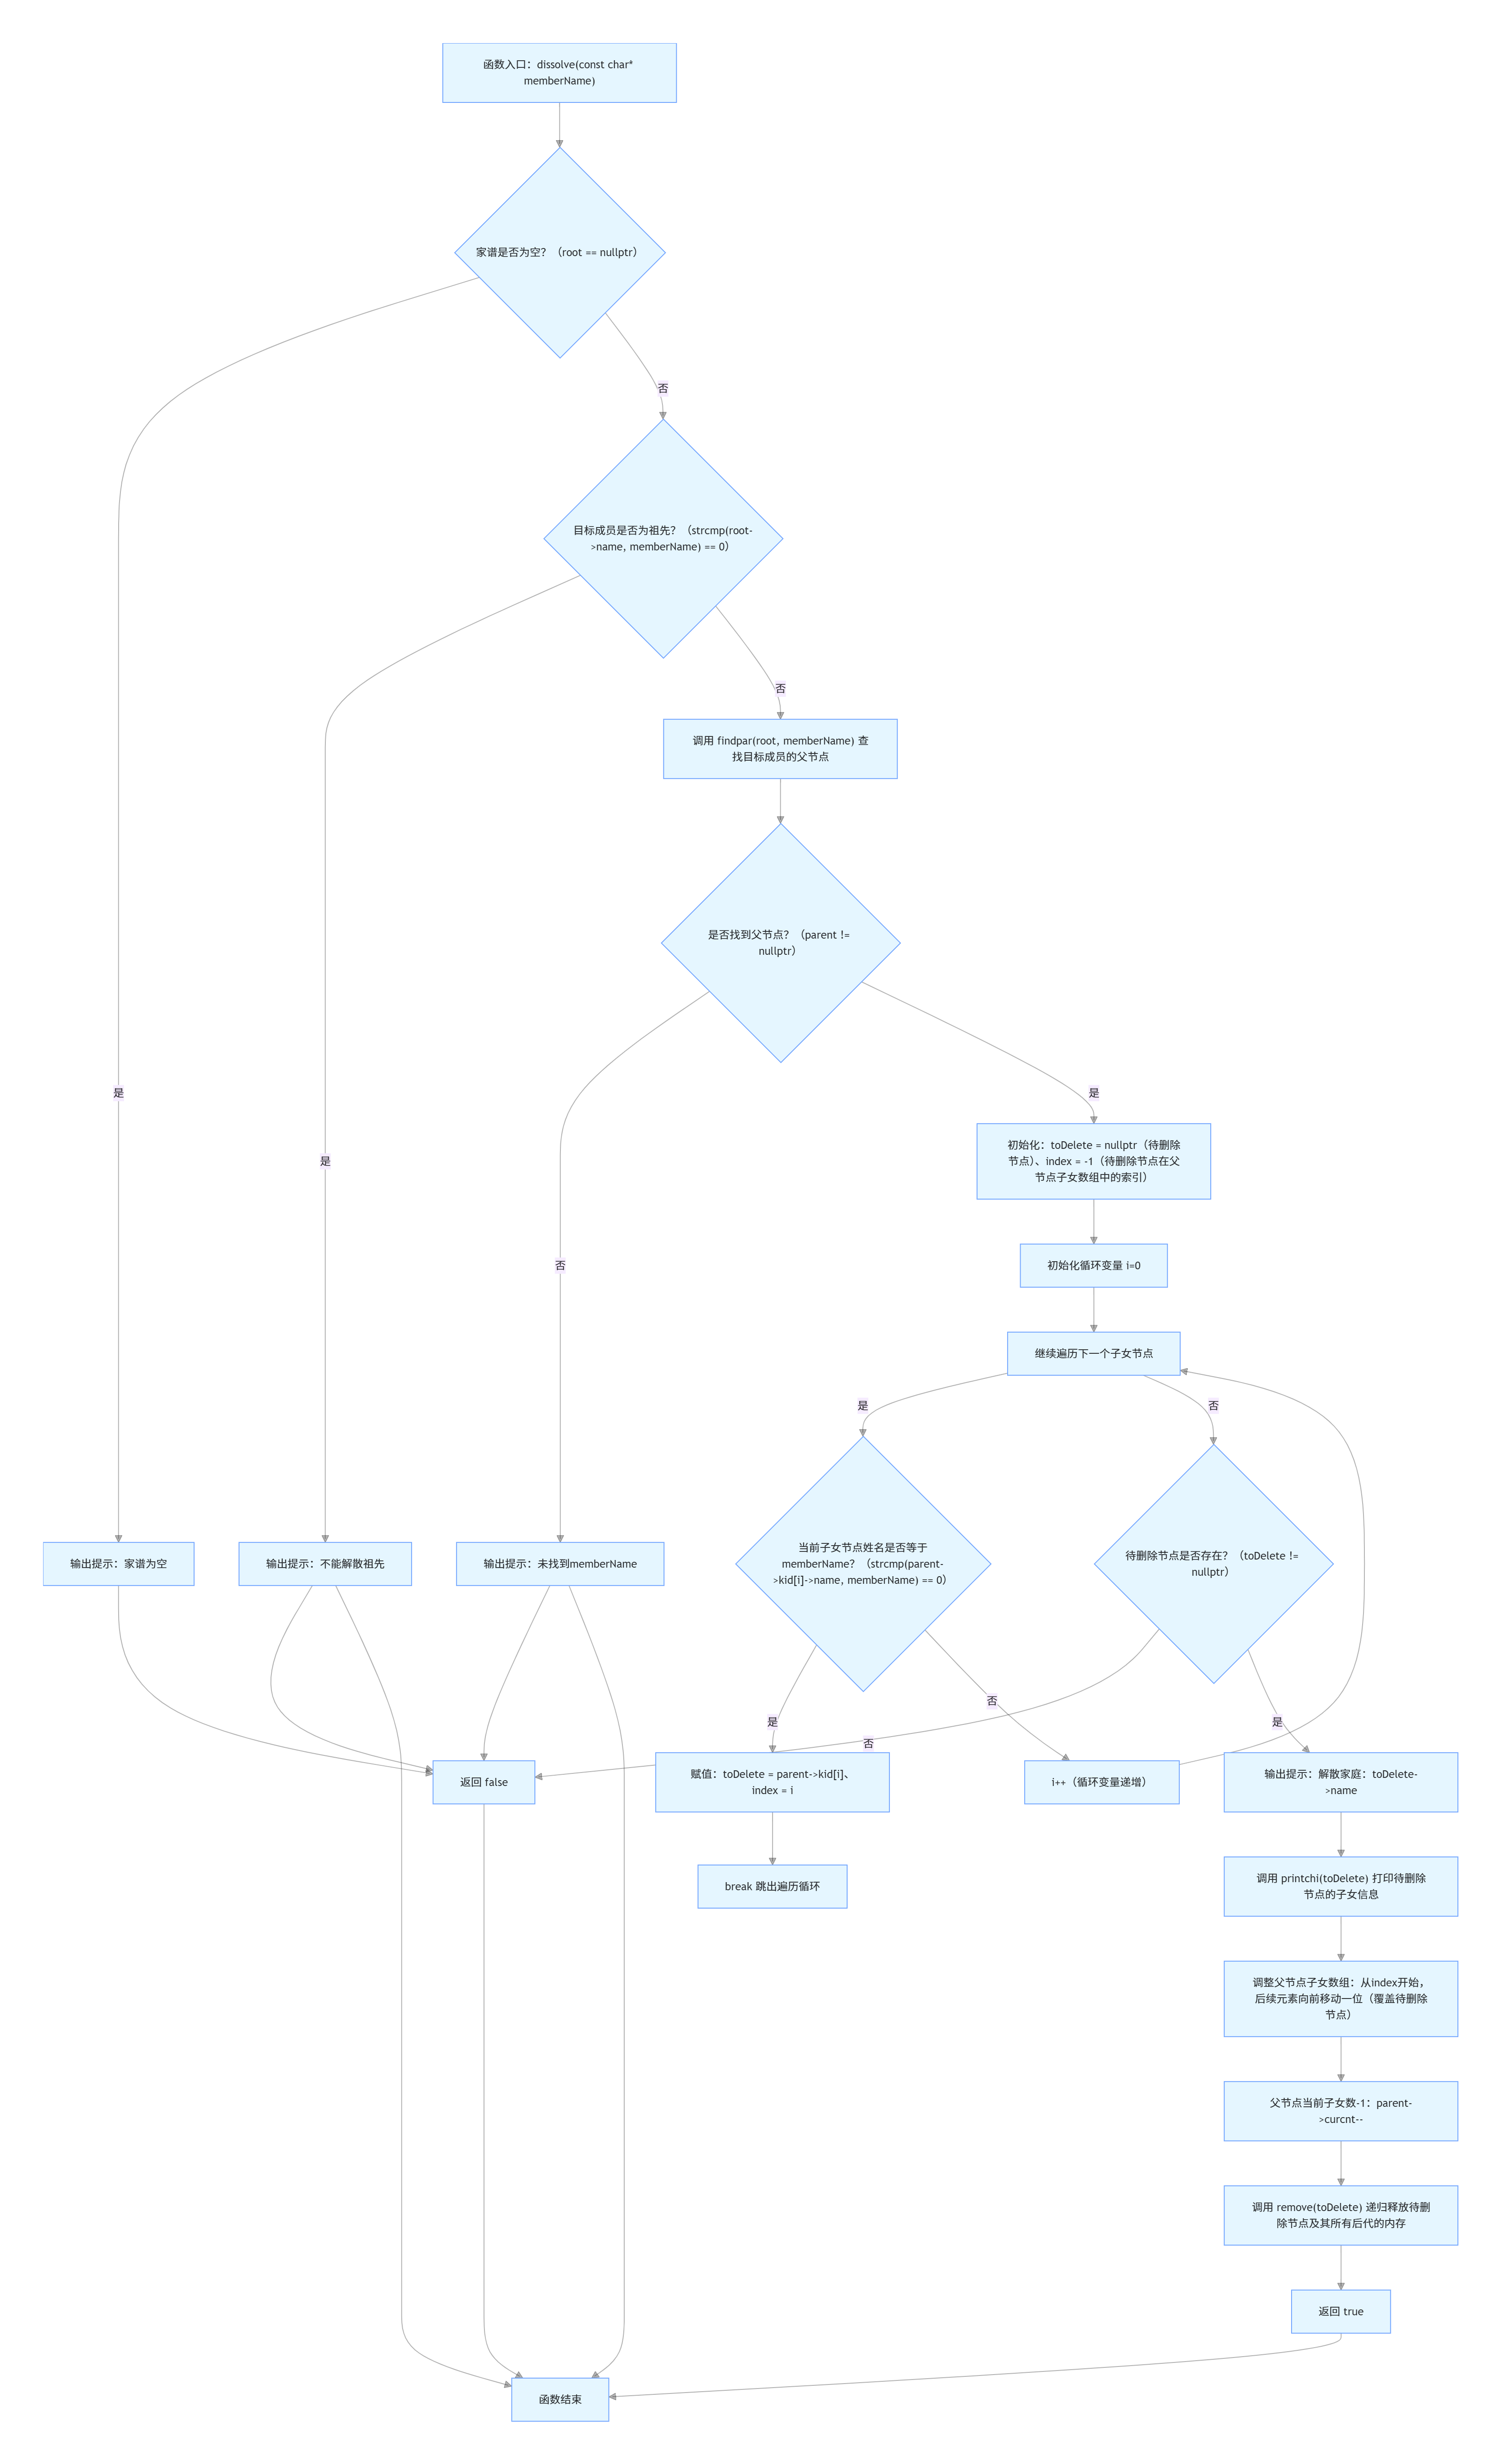 函数入口：dissolve(const char*
memberName)
家谱是否为空？（root == nullptr）
否
目标成员是否为祖先？（strcmp(root-
>name, memberName) == 0）
否
调用 findpar(root, memberName) 查
找目标成员的父节点
是否找到父节点？（parent !=
nullptr）
是
是
初始化：toDelete = nullptr（待删除
节点）、index = -1（待删除节点在父
节点子女数组中的索引）
是
否
初始化循环变量 i=0
继续遍历下一个子女节点
是
否
输出提示：家谱为空
输出提示：不能解散祖先
输出提示：未找到memberName
当前子女节点姓名是否等于
memberName？（strcmp(parent-
>kid[i]->name, memberName) == 0）
待删除节点是否存在？（toDelete !=
nullptr）
否
是
否
是
返回 false
赋值：toDelete = parent->kid[i]、
index = i
i++（循环变量递增）
输出提示：解散家庭：toDelete-
>name
break 跳出遍历循环
调用 printchi(toDelete) 打印待删除
节点的子女信息
调整父节点子女数组：从index开始，
后续元素向前移动一位（覆盖待删除
节点）
父节点当前子女数-1：parent-
>curcnt--
调用 remove(toDelete) 递归释放待删
除节点及其所有后代的内存
返回 true
函数结束